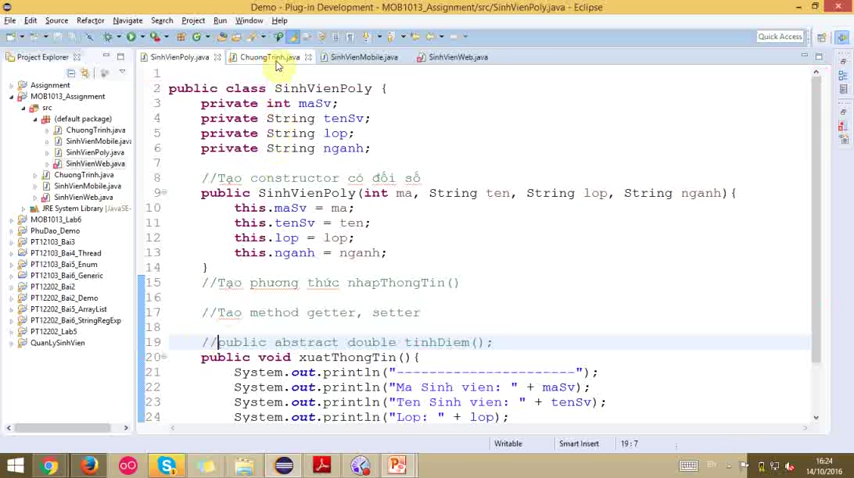 Demo - Plug-in Development - MOB1013_Assignment/src/SinhVienPoly.java - Eclipse
File Edit Source Refactor Navigate Search Project Run Window Help
Quick Access
Project Explorer
SinhVienPoly.java ChuongTrinh.java SinhVienMobile.java SinhVienWeb.java
Assignment
MOB1013_Assignment
src
(default package)
ChuongTrinh.java
SinhVienMobile.java
SinhVienPoly.java
SinhVienWeb.java
ChuongTrinh.java
SinhVienMobile.java
SinhVienWeb.java
JRE System Library [JavaSE-
MOB1013_Lab6
PhuDao_Demo
PT12103_Bai3
PT12103_Bai4_Thread
PT12103_Bai5_Enum
PT12103_Bai6_Generic
PT12202_Bai2
PT12202_Bai2_Demo
PT12202_Bai5_ArrayList
PT12202_Bai6_StringRegExp
PT12202_Lab5
QuanLySinhVien
1
2 public class SinhVienPoly {
3 private int maSv;
4 private String tenSv;
5 private String lop;
6 private String nganh;
7
8 //Tạo constructor có đối số
9 public SinhVienPoly(int ma, String ten, String lop, String nganh){
10 this.maSv = ma;
11 this.tenSv = ten;
12 this.lop = lop;
13 this.nganh = nganh;
14 }
15 //Tạo phương thức nhapThongTin()
16
17 //Tao method getter, setter
18
19 //public abstract double tinhDiem();
20 public void xuatThongTin(){
21 System.out.println("----------------------");
22 System.out.println("Ma Sinh vien: " + maSv);
23 System.out.println("Ten Sinh vien: " + tenSv);
24 System.out.println("Lop: " + lop);
Writable Smart Insert 19 : 7
16:24
14/10/2016